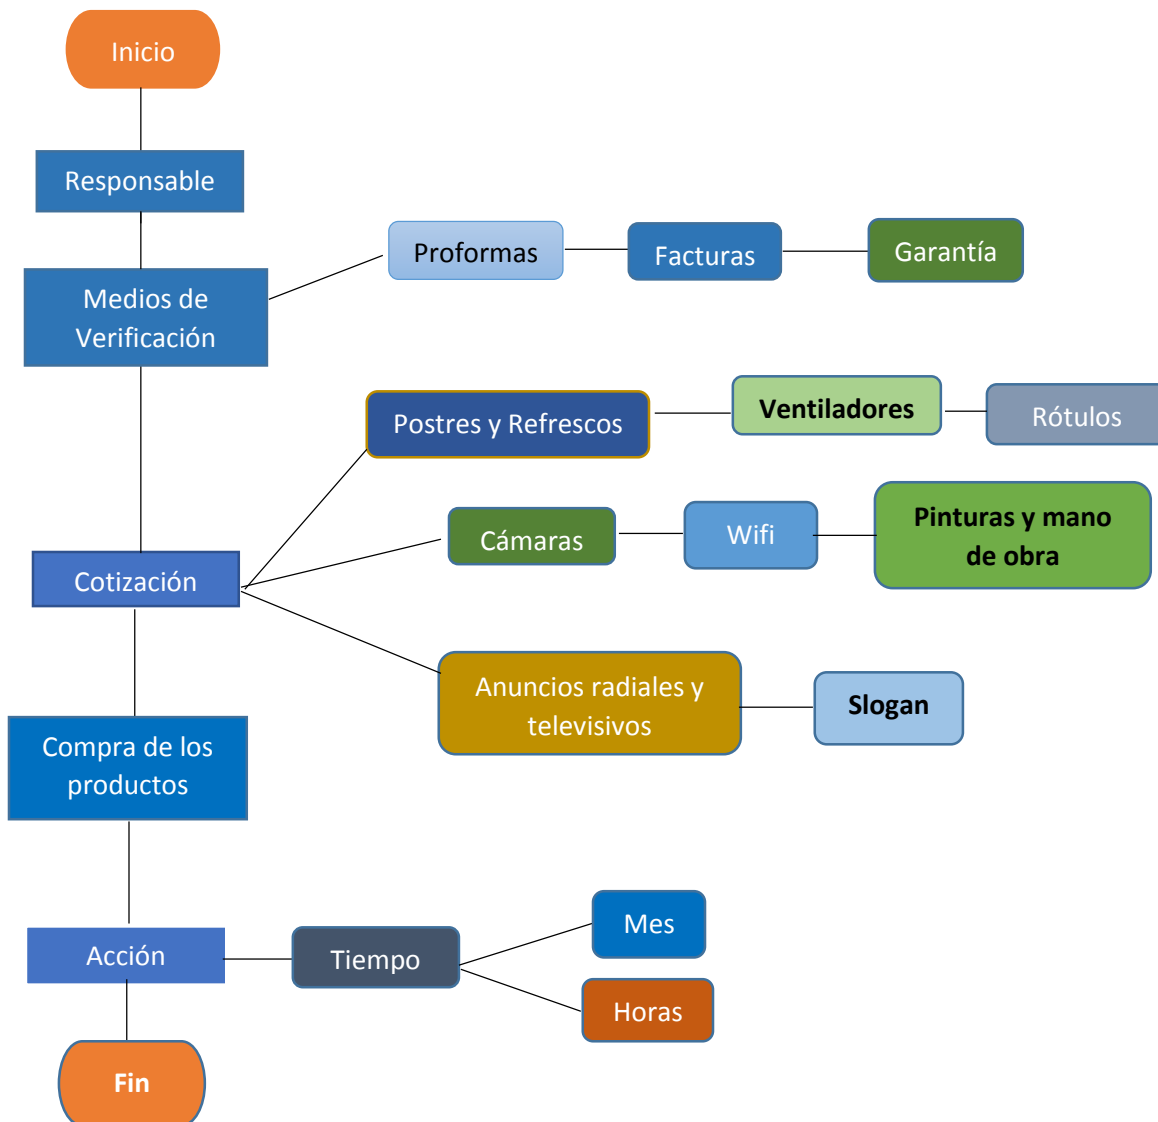 Inicio
Responsable
Medios de
Verificación
Proformas
Facturas
Garantía
Postres y Refrescos
Ventiladores
Rótulos
Cámaras
Wifi
Pinturas y mano
de obra
Cotización
Anuncios radiales y
televisivos
Slogan
Compra de los
productos
Acción
Tiempo
Mes
Horas
Fin